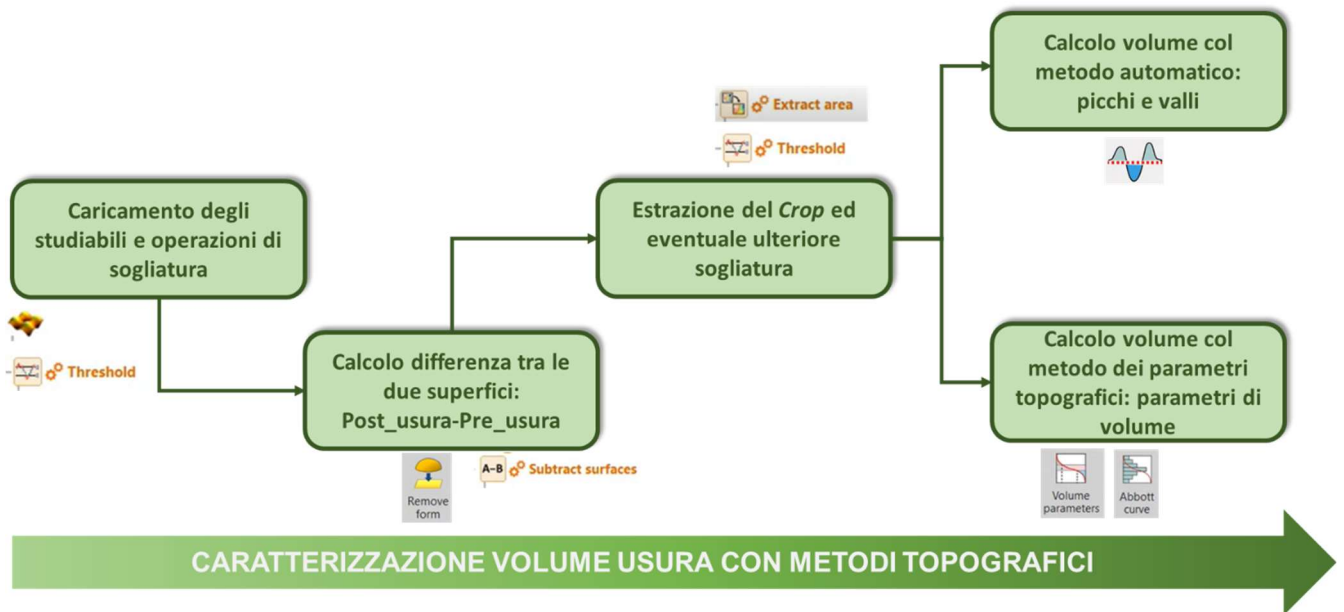 Caricamento degli
studiabili e operazioni di
sogliatura
Threshold
Calcolo differenza tra le
due superfici:
Post_usura-Pre_usura
Remove
form
A-B
Subtract surfaces
Extract area
Threshold
Estrazione del Crop ed
eventuale ulteriore
sogliatura
Calcolo volume col
metodo automatico:
picchi e valli
Calcolo volume col
metodo dei parametri
topografici: parametri di
volume
Volume
parameters
Abbott
curve
CARATTERIZZAZIONE VOLUME USURA CON METODI TOPOGRAFICI